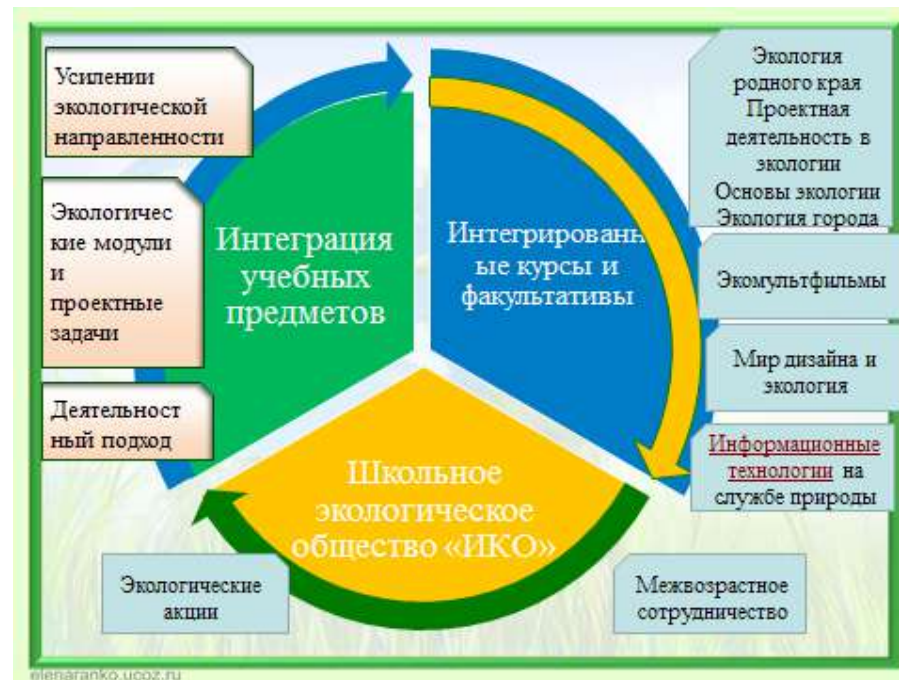 Усилении
экологической
направленности
Экологичес
кие модули
и
проектные
задачи
Деятельност
ный подход
Интеграция
учебных
предметов
Интегрированн
ые курсы и
факультативы
Школьное
экологическое
общество «ИКО»
Экология
родного края
Проектная
деятельность в
экологии
Основы экологии
Экология города
Экомультфильмы
Мир дизайна и
экология
Информационные
технологии на
службе природы
Экологические
акции
Межвозрастное
сотрудничество
elenaranko.ucoz.ru